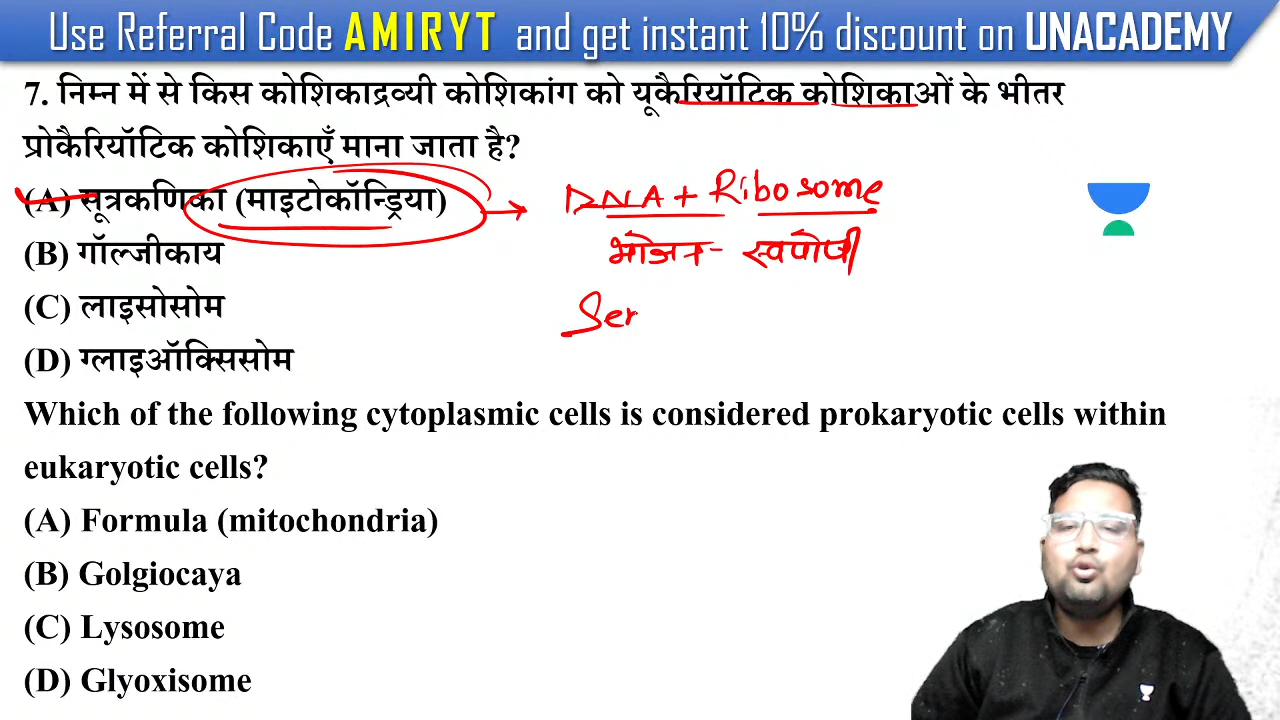 Use Referral Code AMIRYT and get instant 10% discount on UNACADEMY
7. निम्न में से किस कोशिकाद्रव्यी कोशिकांग को यूकैरियॉटिक कोशिकाओं के भीतर
प्रोकैरियॉटिक कोशिकाएँ माना जाता है?
(A) सूत्रकणिका (माइटोकॉन्ड्रिया)
DNA + Ribosome
(B) गॉल्जीकाय
भोजन - स्वपोषी
(C) लाइसोसोम
Ser
(D) ग्लाइऑक्सिसोम
Which of the following cytoplasmic cells is considered prokaryotic cells within
eukaryotic cells?
(A) Formula (mitochondria)
(B) Golgiocaya
(C) Lysosome
(D) Glyoxisome